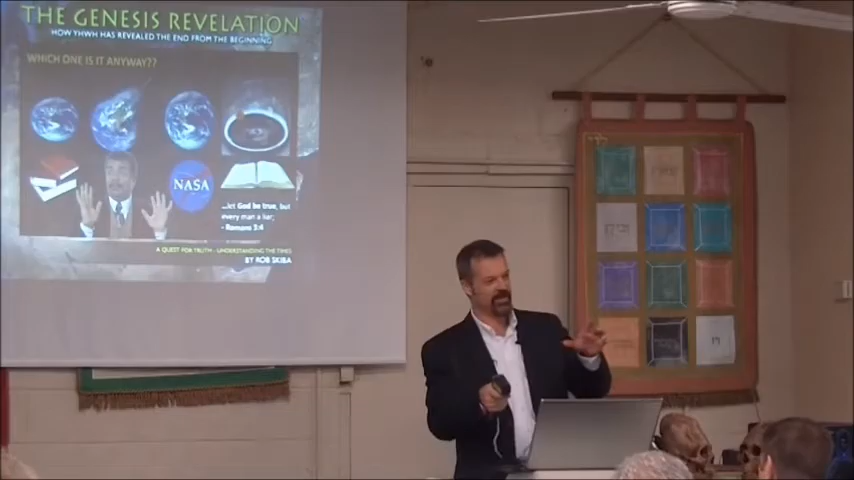 THE GENESIS REVELATION
HOW YHWH HAS REVEALED THE END FROM THE BEGINNING
WHICH ONE IS IT ANYWAY??
NASA
...let God be true, but
every man a liar;
- Romans 3:4
A QUEST FOR TRUTH - UNDERSTANDING THE TIMES
BY ROB SKIBA